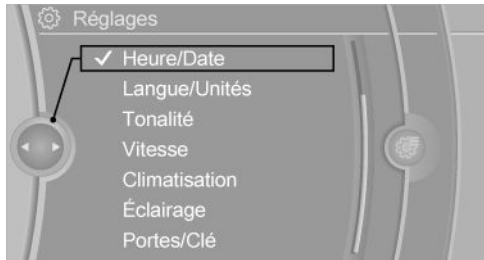 Réglages
Heure/Date
Langue/Unités
Tonalité
Vitesse
Climatisation
Éclairage
Portes/Clé